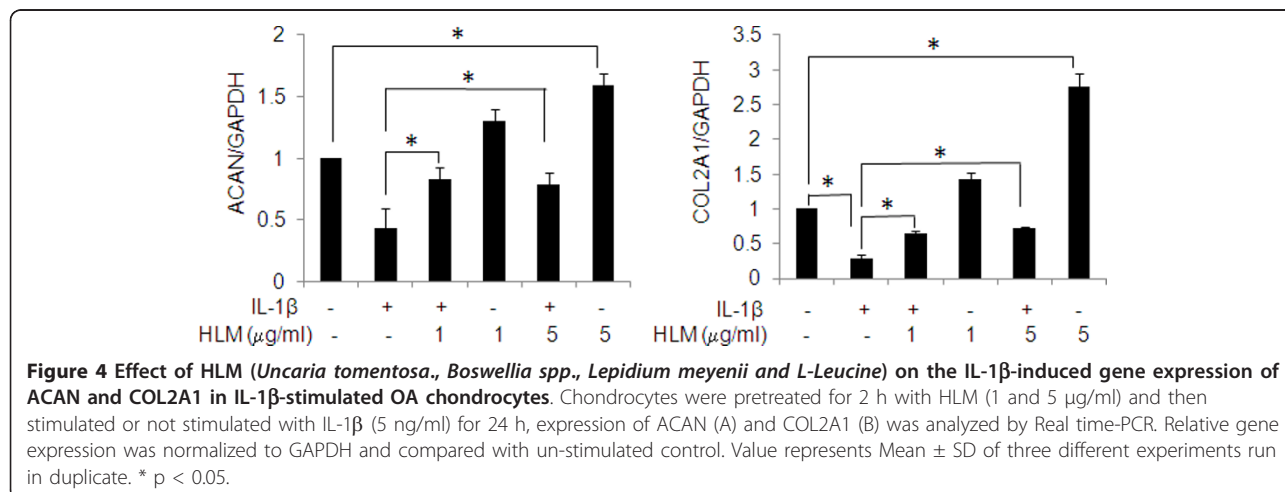 *
*
*
ACAN/GAPDH
1.5
1
0.5
0
IL-1β - + + - + -
HLM (µg/ml) - - 1 1 5 5
*
*
*
*
COL2A1/GAPDH
3.5
3
2.5
2
1.5
1
0.5
0
IL-1β - + + - + -
HLM (µg/ml) - - 1 1 5 5
Figure 4 Effect of HLM (Uncaria tomentosa., Boswellia spp., Lepidium meyenii and L-Leucine) on the IL-1β-induced gene expression of
ACAN and COL2A1 in IL-1β-stimulated OA chondrocytes. Chondrocytes were pretreated for 2 h with HLM (1 and 5 µg/ml) and then
stimulated or not stimulated with IL-1β (5 ng/ml) for 24 h, expression of ACAN (A) and COL2A1 (B) was analyzed by Real time-PCR. Relative gene
expression was normalized to GAPDH and compared with un-stimulated control. Value represents Mean ± SD of three different experiments run
in duplicate. * p < 0.05.